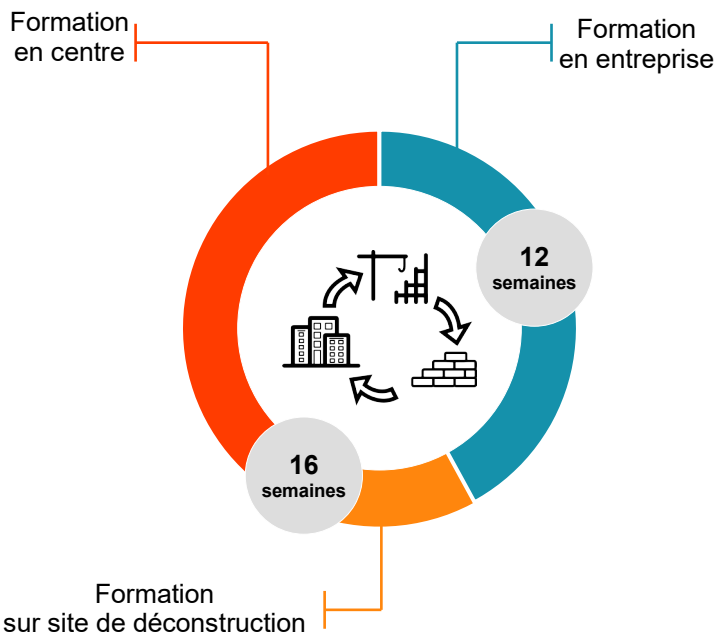 Formation
en centre
Formation
en entreprise
12
semaines
16
semaines
Formation
sur site de déconstruction